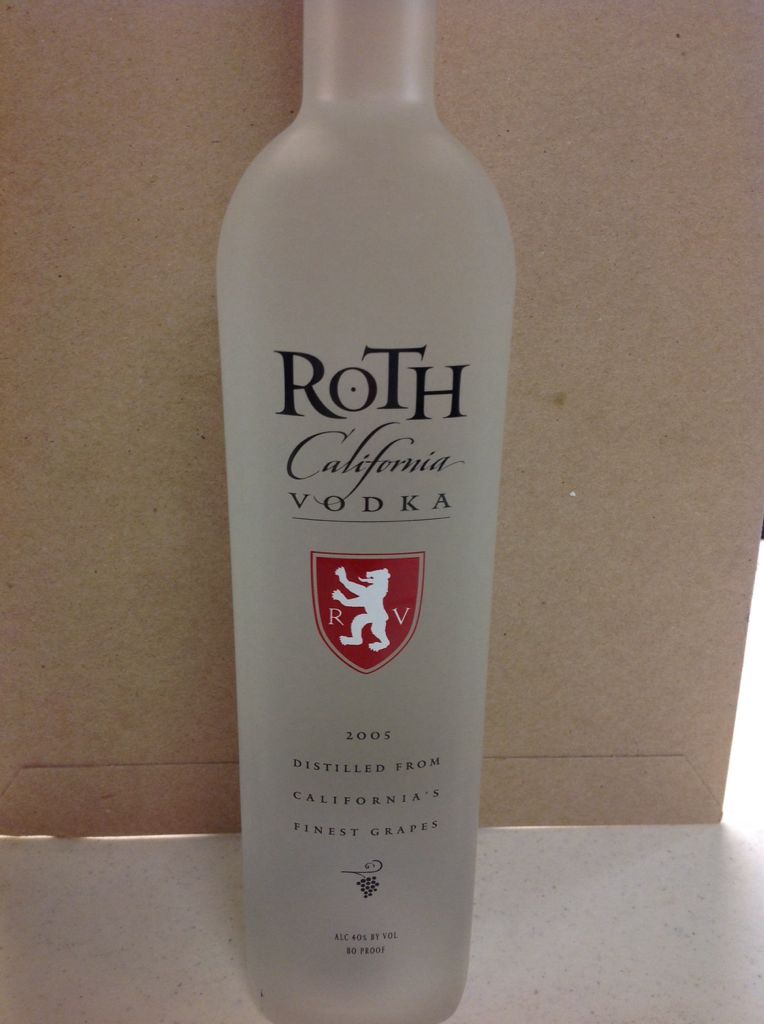 ROTH
California
VODKA
R V
2005
DISTILLED FROM
CALIFORNIA'S
FINEST GRAPES
ALC 40% BY VOL
80 PROOF